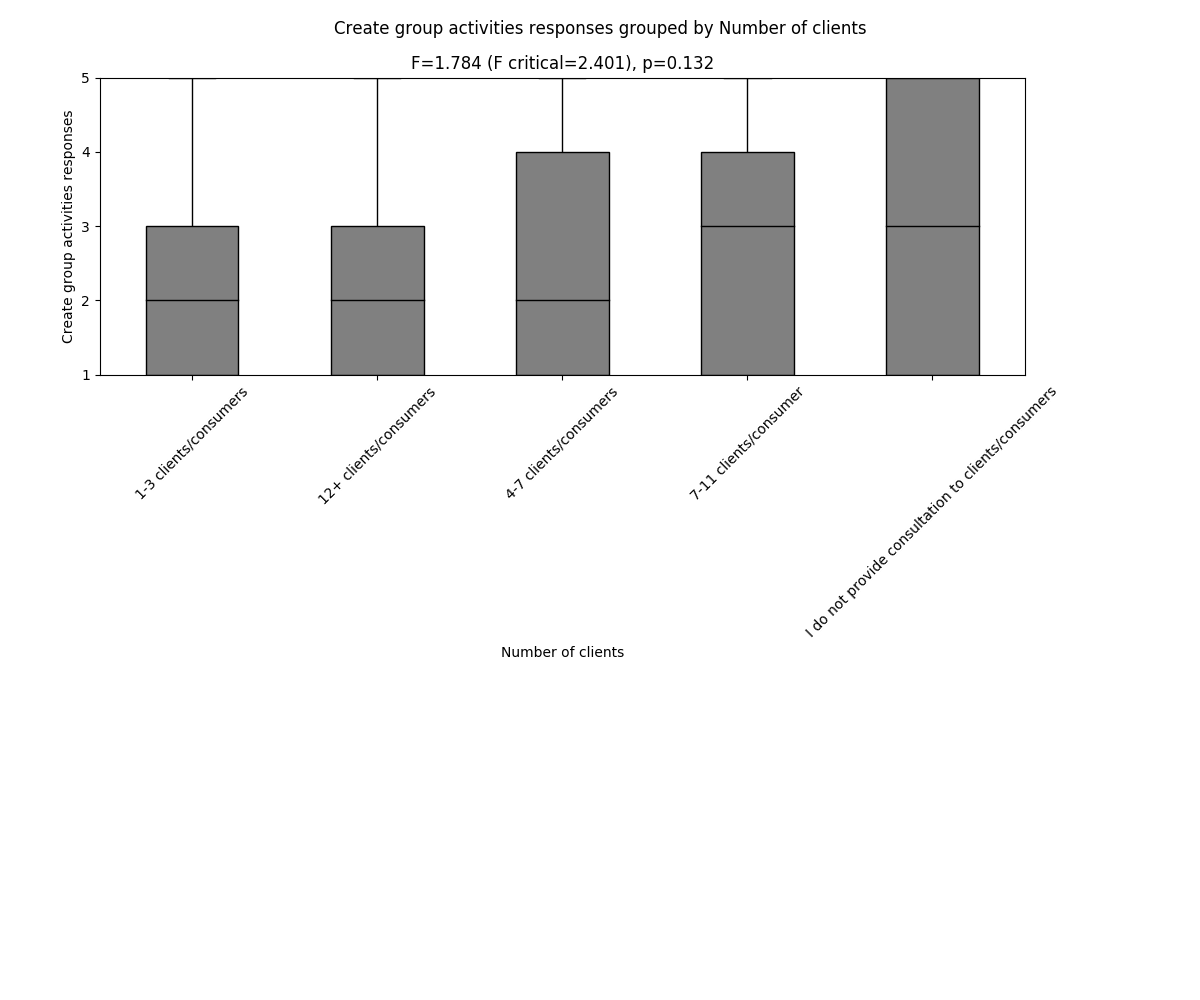 Create group activities responses grouped by Number of clients
F=1.784 (F critical=2.401), p=0.132
Create group activities responses
5
4
3
2
1
1-3 clients/consumers
12+ clients/consumers
4-7 clients/consumers
7-11 clients/consumer
I do not provide consultation to clients/consumers
Number of clients